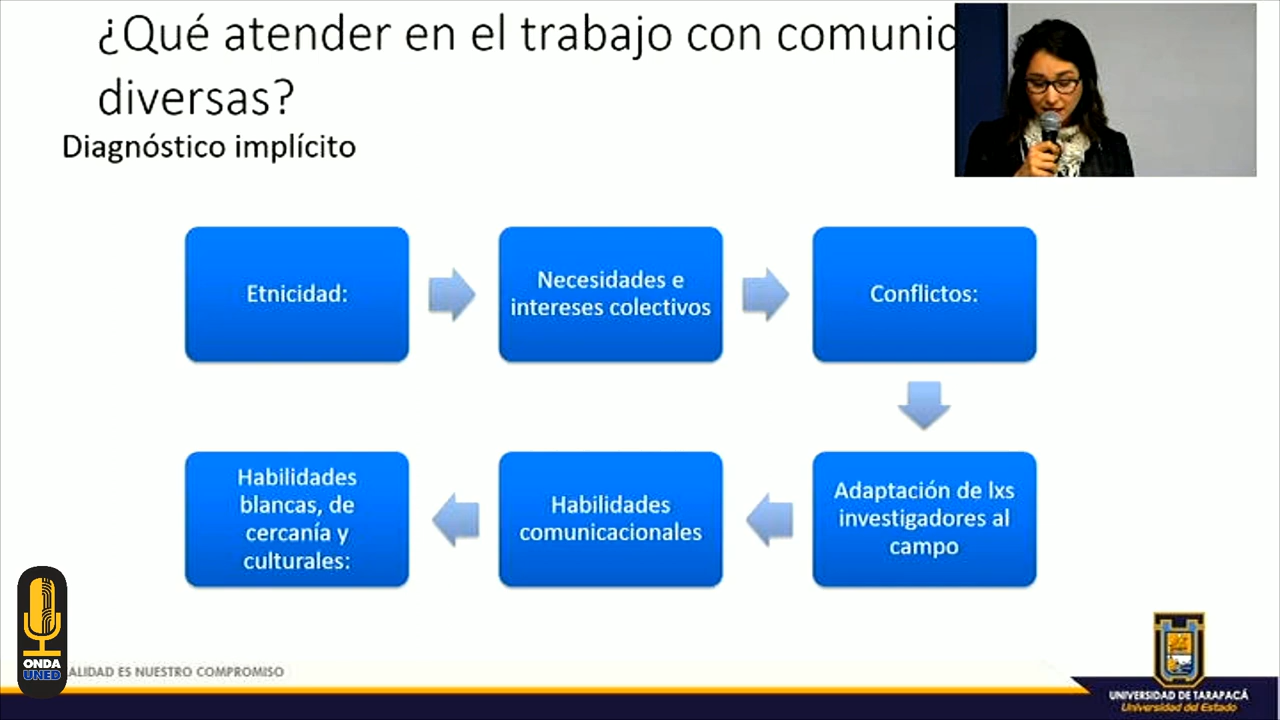 ¿Qué atender en el trabajo con comunid
diversas?
Diagnóstico implícito
Etnicidad:
Necesidades e
intereses colectivos
Conflictos:
Habilidades
blancas, de
cercanía y
culturales:
Habilidades
comunicacionales
Adaptación de lxs
investigadores al
campo
ONDA
UNED
ALIDAD ES NUESTRO COMPROMISO
UNIVERSIDAD DE TARAPACÁ
Universidad del Estado